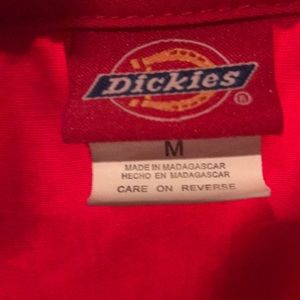 Dickies
®
M
MADE IN MADAGASCAR
HECHO EN MADAGASCAR
CARE ON REVERSE